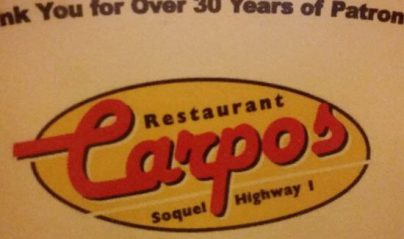 nk You for Over 30 Years of Patron
Restaurant
Carpos
Soquel Highway 1